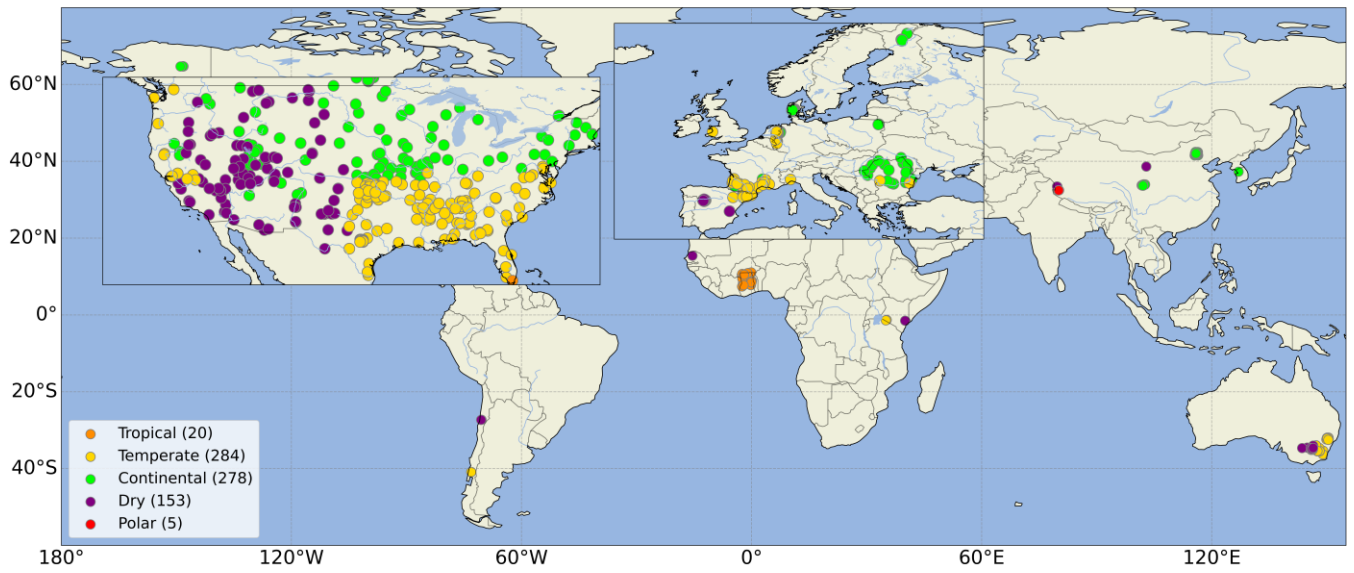 60°N
40°N
20°N
0°
20°S
40°S
Tropical (20)
Temperate (284)
Continental (278)
Dry (153)
Polar (5)
180° 120°W 60°W 0° 60°E 120°E